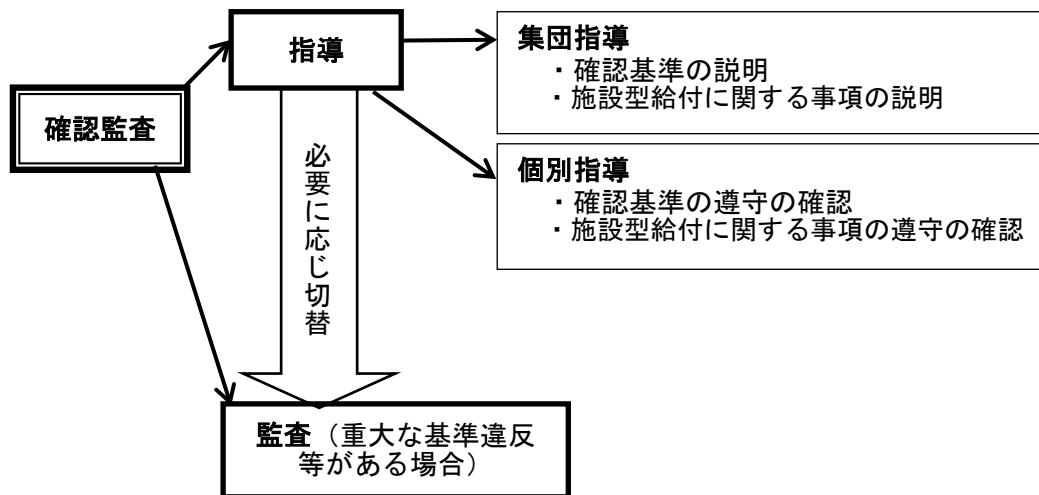 指導
集団指導
・確認基準の説明
・施設型給付に関する事項の説明
確認監査
必要に応じ切替
個別指導
・確認基準の遵守の確認
・施設型給付に関する事項の遵守の確認
監査（重大な基準違反
等がある場合）